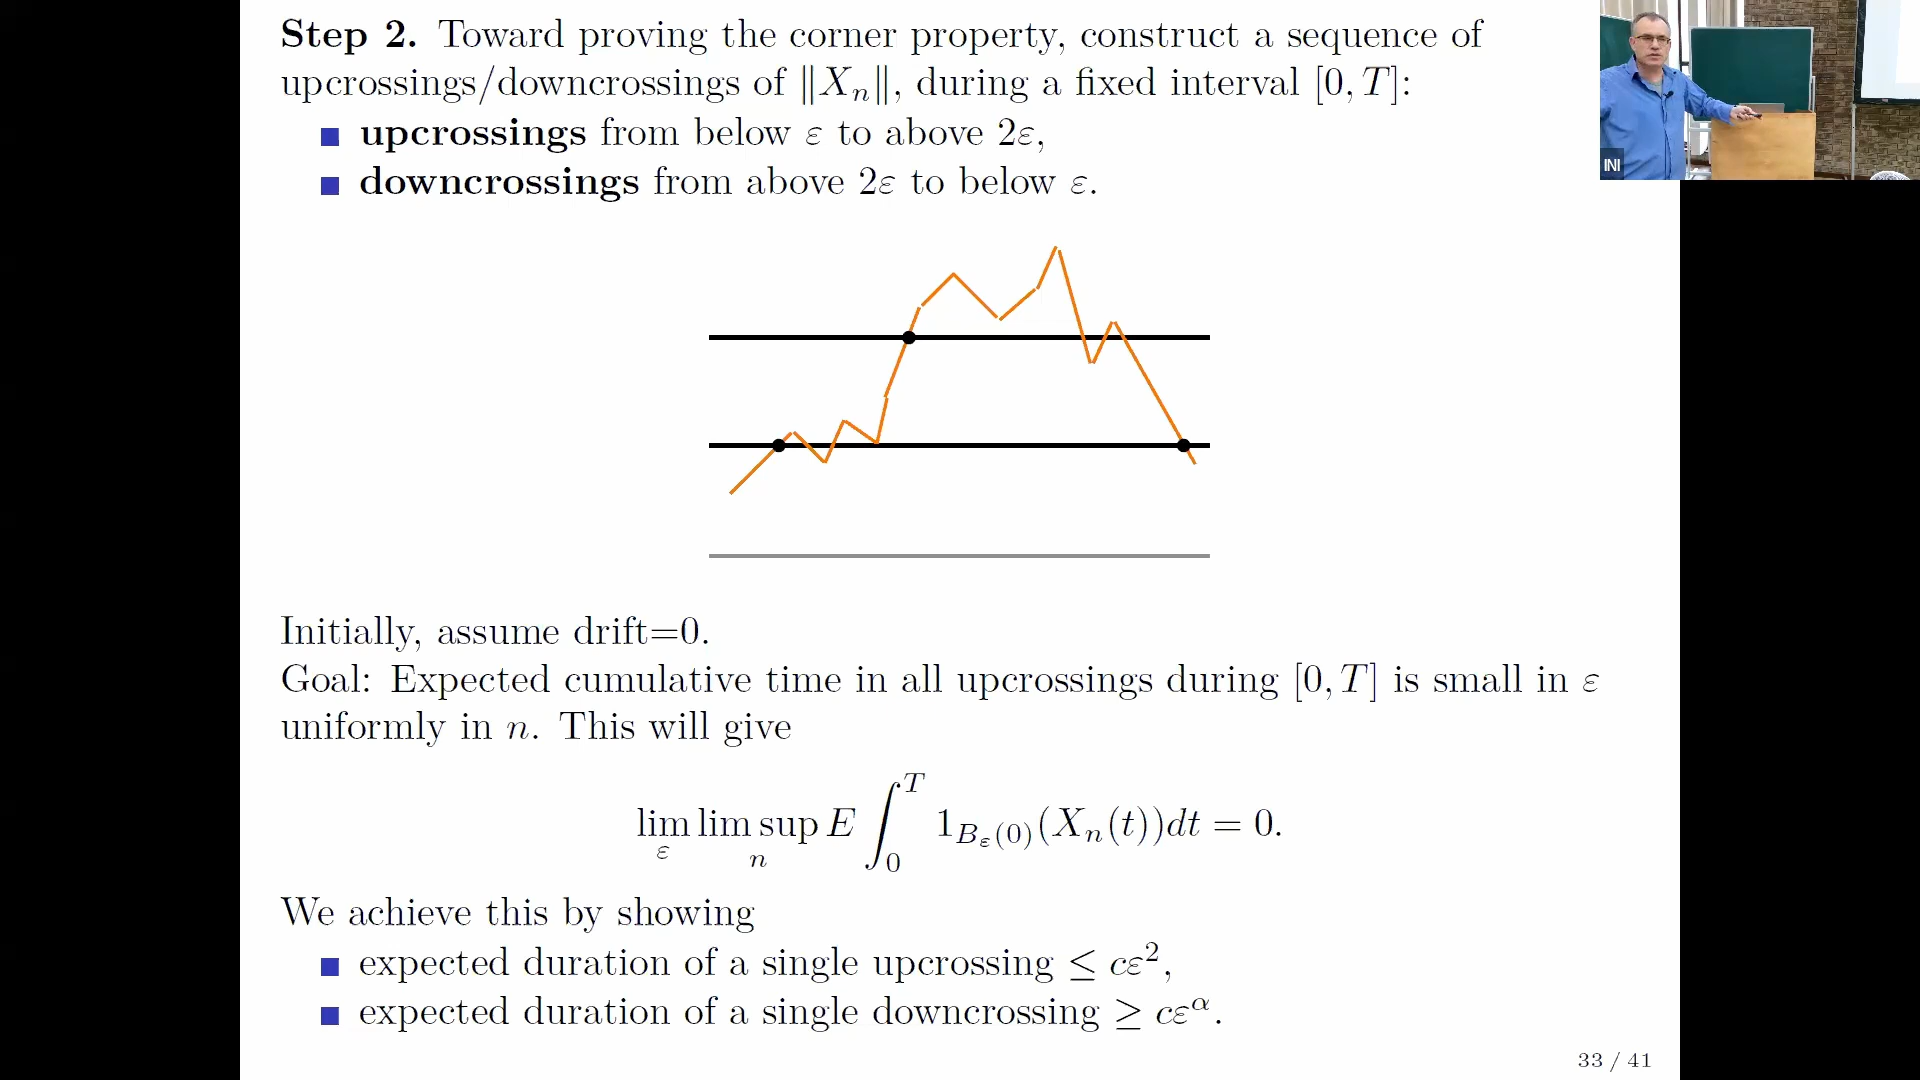 Step 2. Toward proving the corner property, construct a sequence of
upcrossings/downcrossings of ‖Xₙ‖, during a fixed interval [0, T]:
upcrossings from below ε to above 2ε,
downcrossings from above 2ε to below ε.
Initially, assume drift=0.
Goal: Expected cumulative time in all upcrossings during [0, T] is small in ε
uniformly in n. This will give
lim_ε lim sup_n E ∫_0^T 1_{B_ε(0)}(X_n(t))dt = 0.
We achieve this by showing
expected duration of a single upcrossing ≤ cε²,
expected duration of a single downcrossing ≥ cε^α.
33 / 41
INI